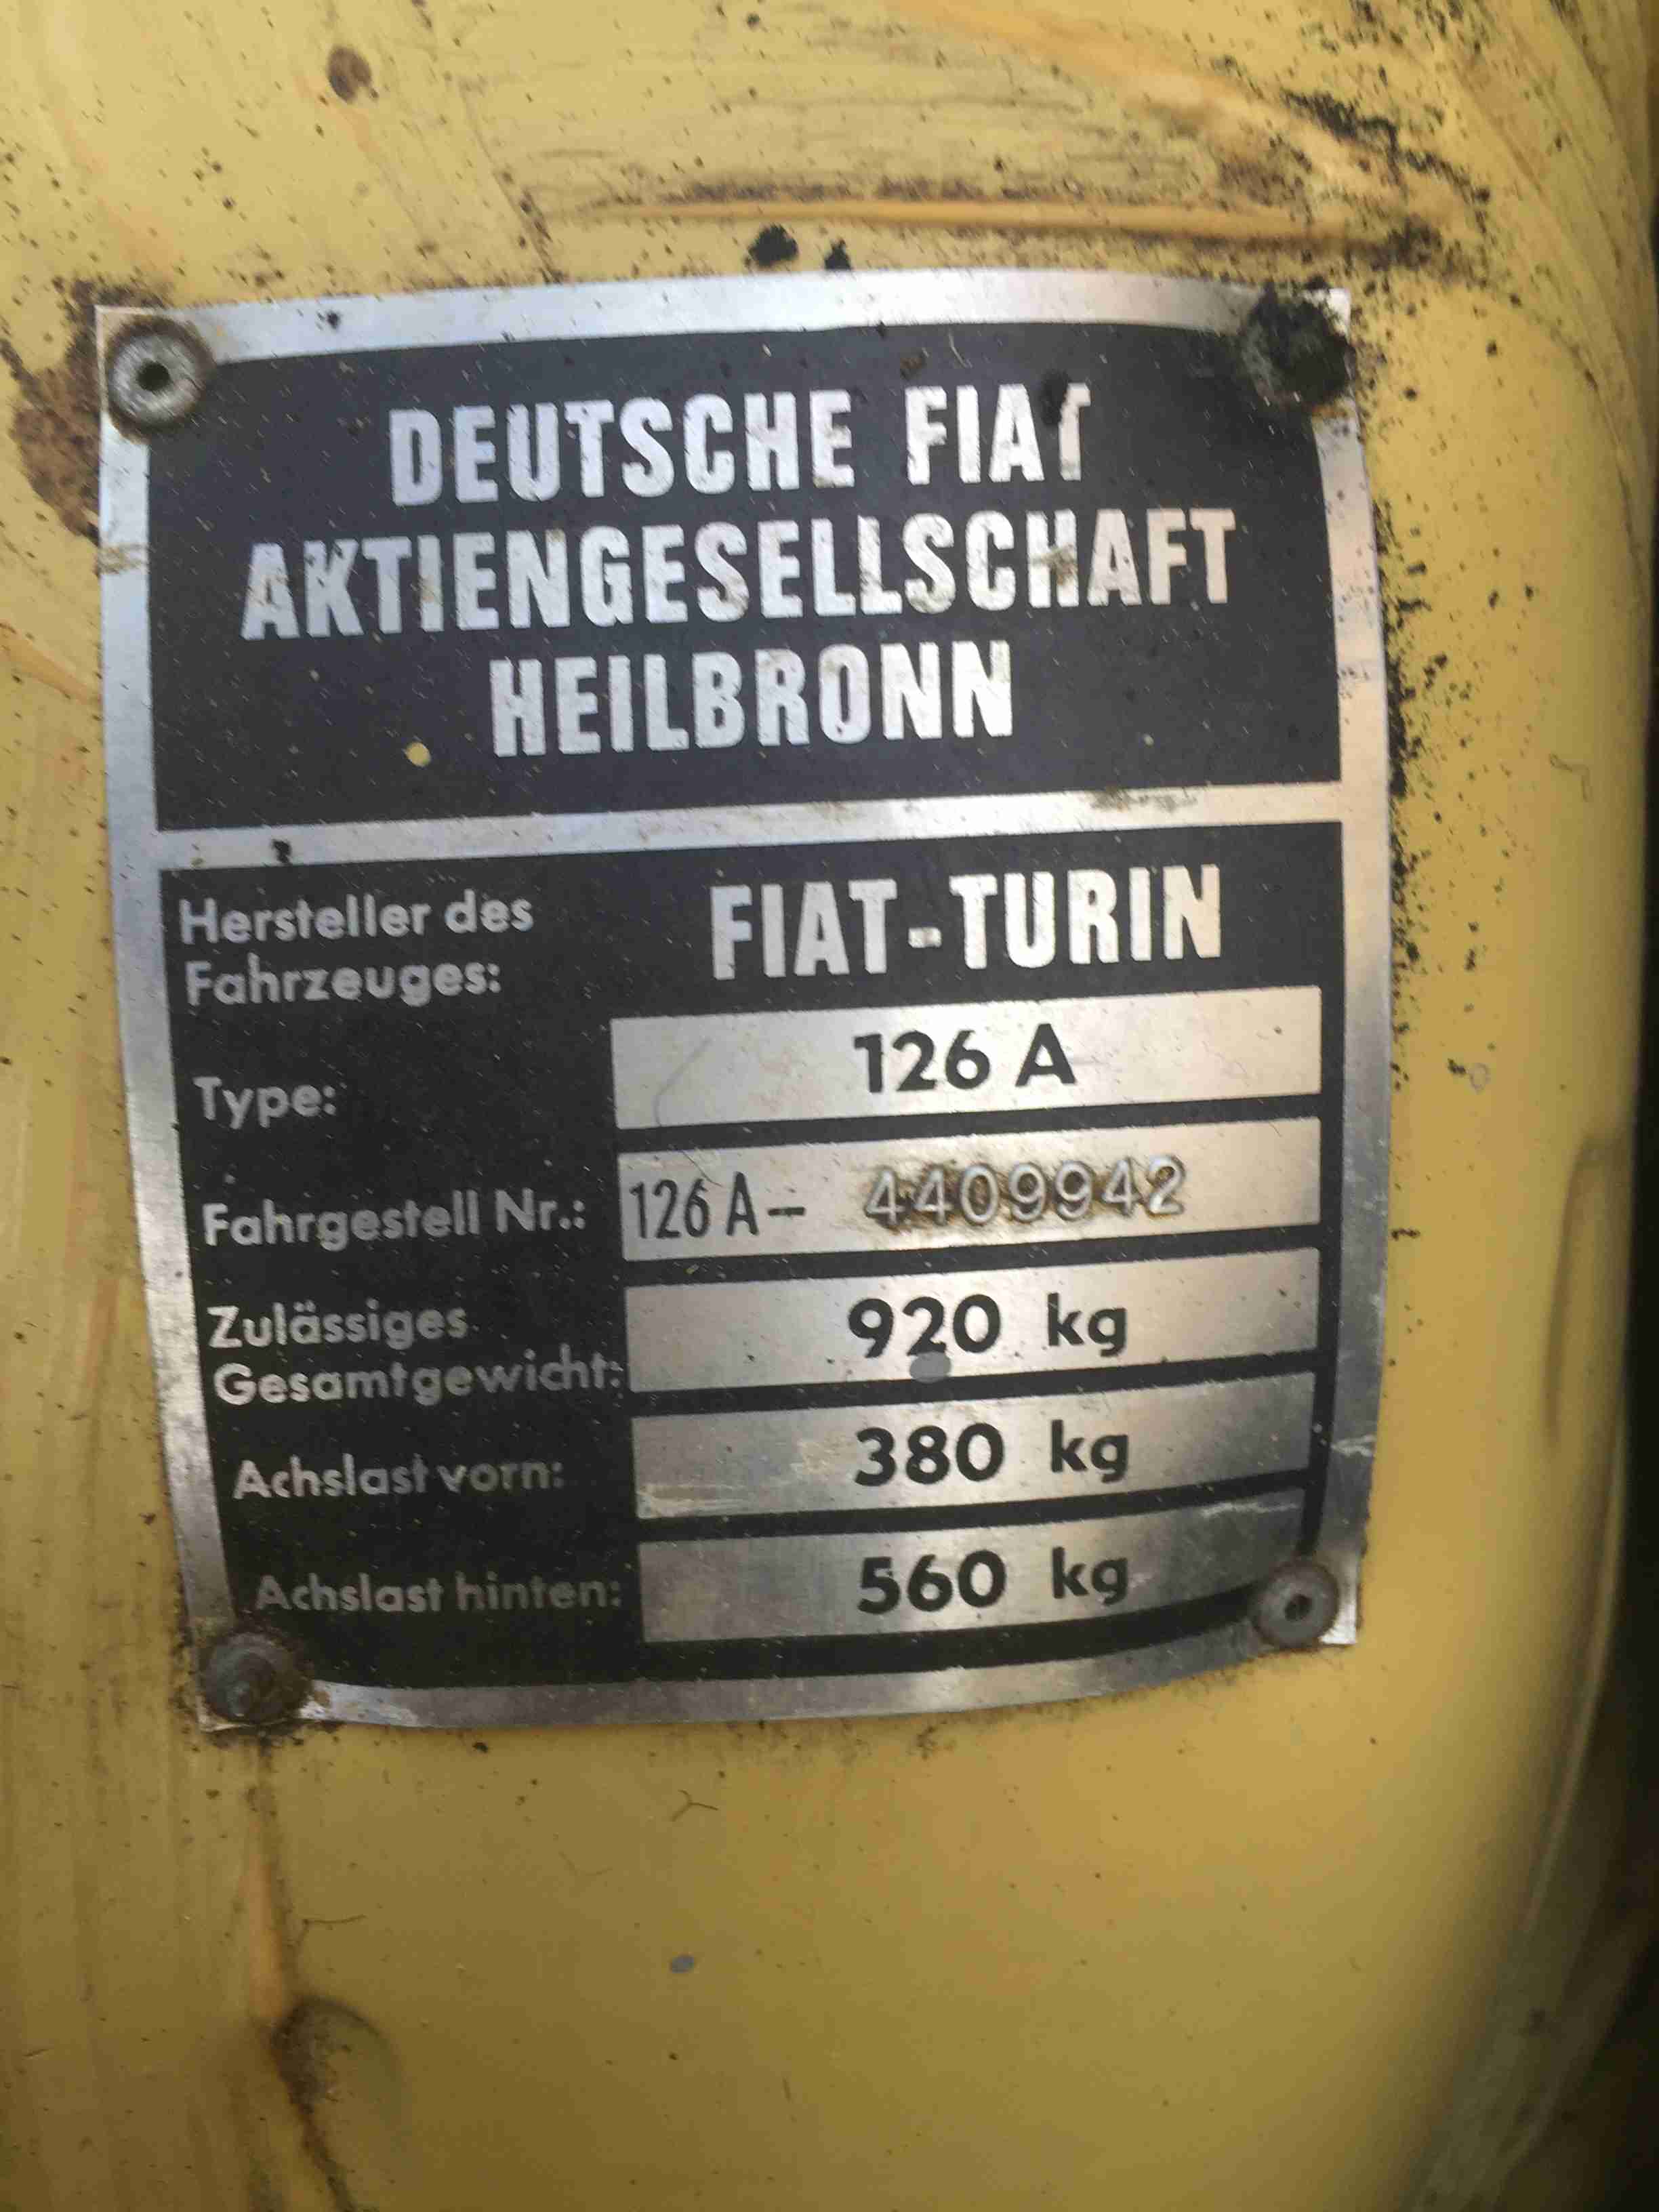 DEUTSCHE FIAT
AKTIENGESELLSCHAFT
HEILBRONN
Hersteller des
Fahrzeuges:
FIAT-TURIN
Type: 126 A
Fahrgestell Nr.: 126 A- 4409942
Zulässiges
Gesamtgewicht: 920 kg
Achslast vorn: 380 kg
Achslast hinten: 560 kg